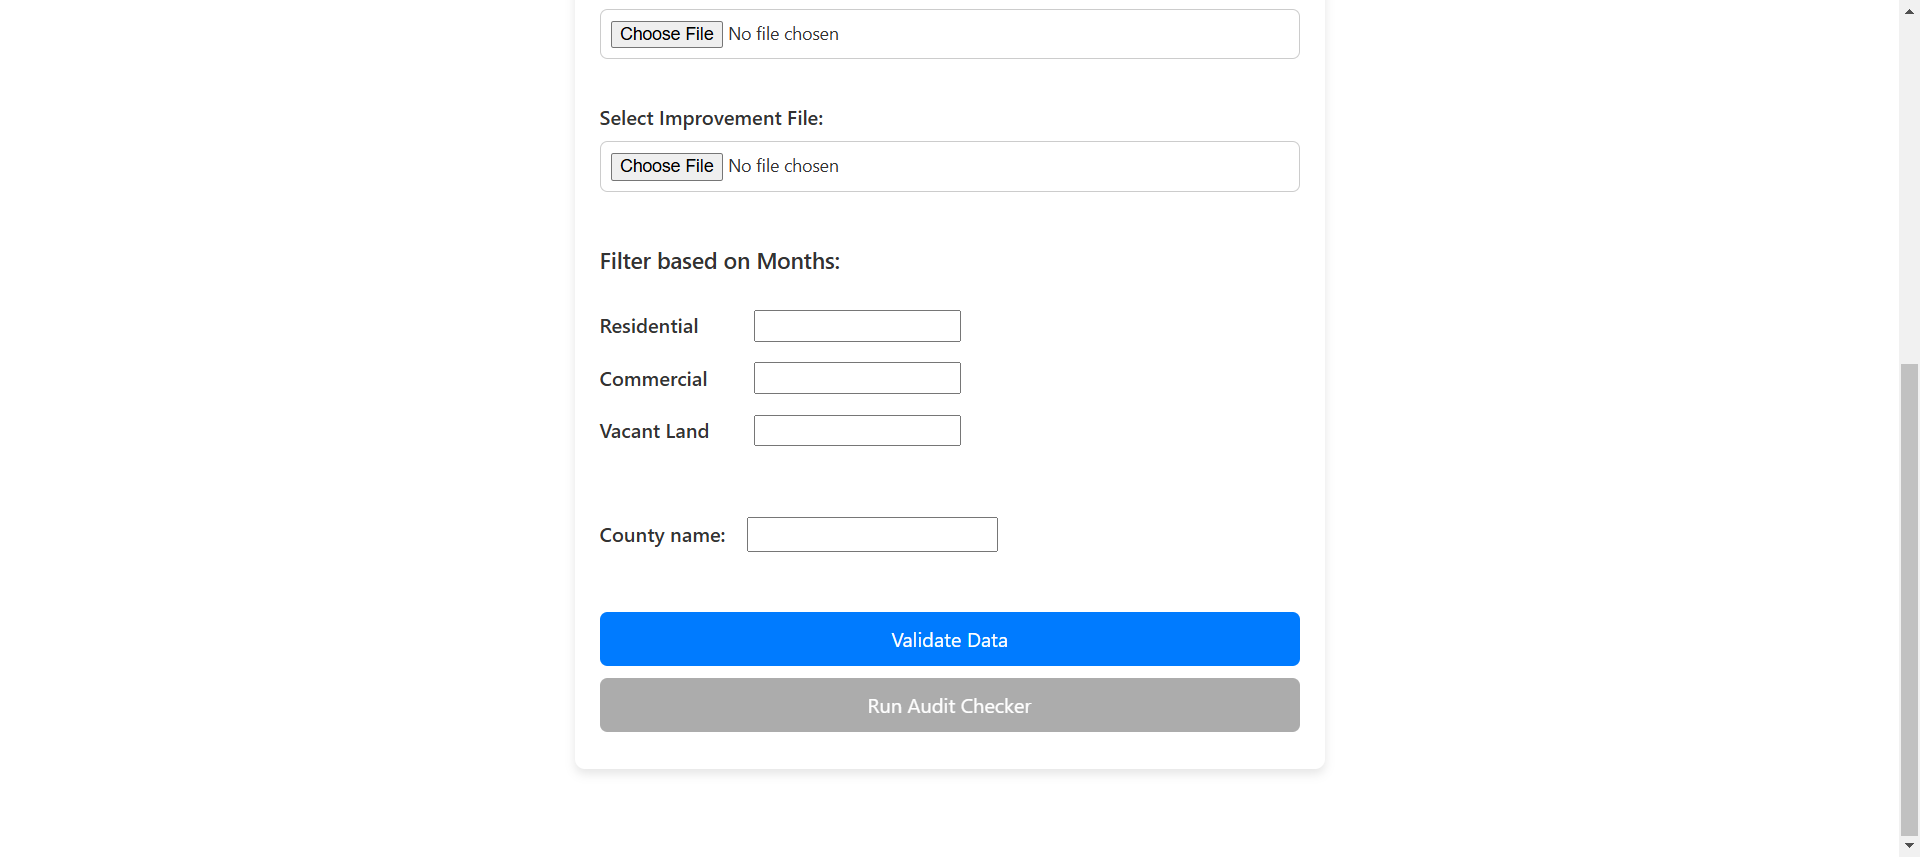 Choose File No file chosen
Select Improvement File:
Choose File No file chosen
Filter based on Months:
Residential
Commercial
Vacant Land
County name:
Validate Data
Run Audit Checker